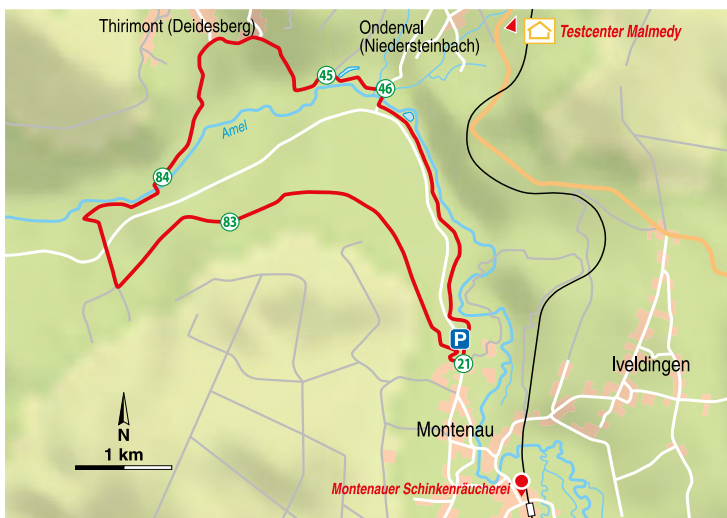 Thirimont (Deidesberg)
Ondenval
(Niedersteinbach)
Testcenter Malmedy
45
46
Amel
84
83
P
21
Iveldingen
N
1 km
Montenau
Montenauer Schinkenräucherei